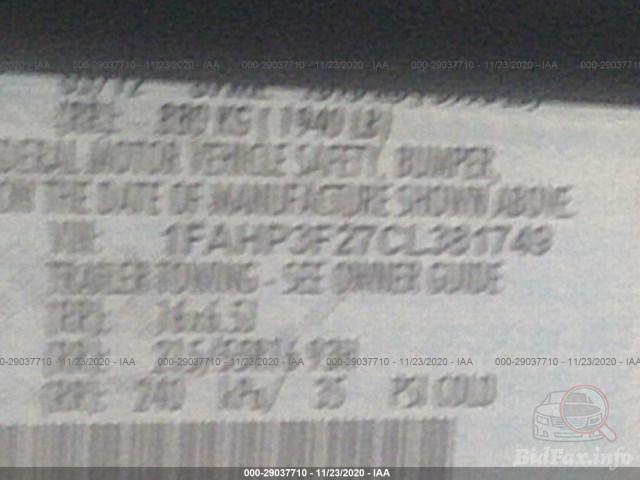 000-29037710 - 11/23/2020 - IAA 000-29037710 - 11/23/2020 - IAA 000-29037710 - 11/23/2020 - IAA
880 KG ( 1940 LB)
MOTOR VEHICLE SAFETY, BUMPER,
ON THE DATE OF MANUFACTURE SHOWN ABOVE.
VIN: 1FAHP3F27CL381749
TRAILER TOWING - SEE OWNER GUIDE
16x6.5J
-29037710 - 11/23/2020 - IAA 000-29037710 - 11/23/2020 - IAA 000-29037710 - 11/23/2020 - IAA
240 kPa/ 35 PSI COLD
BidFax.info
000-29037710 - 11/23/2020 - IAA